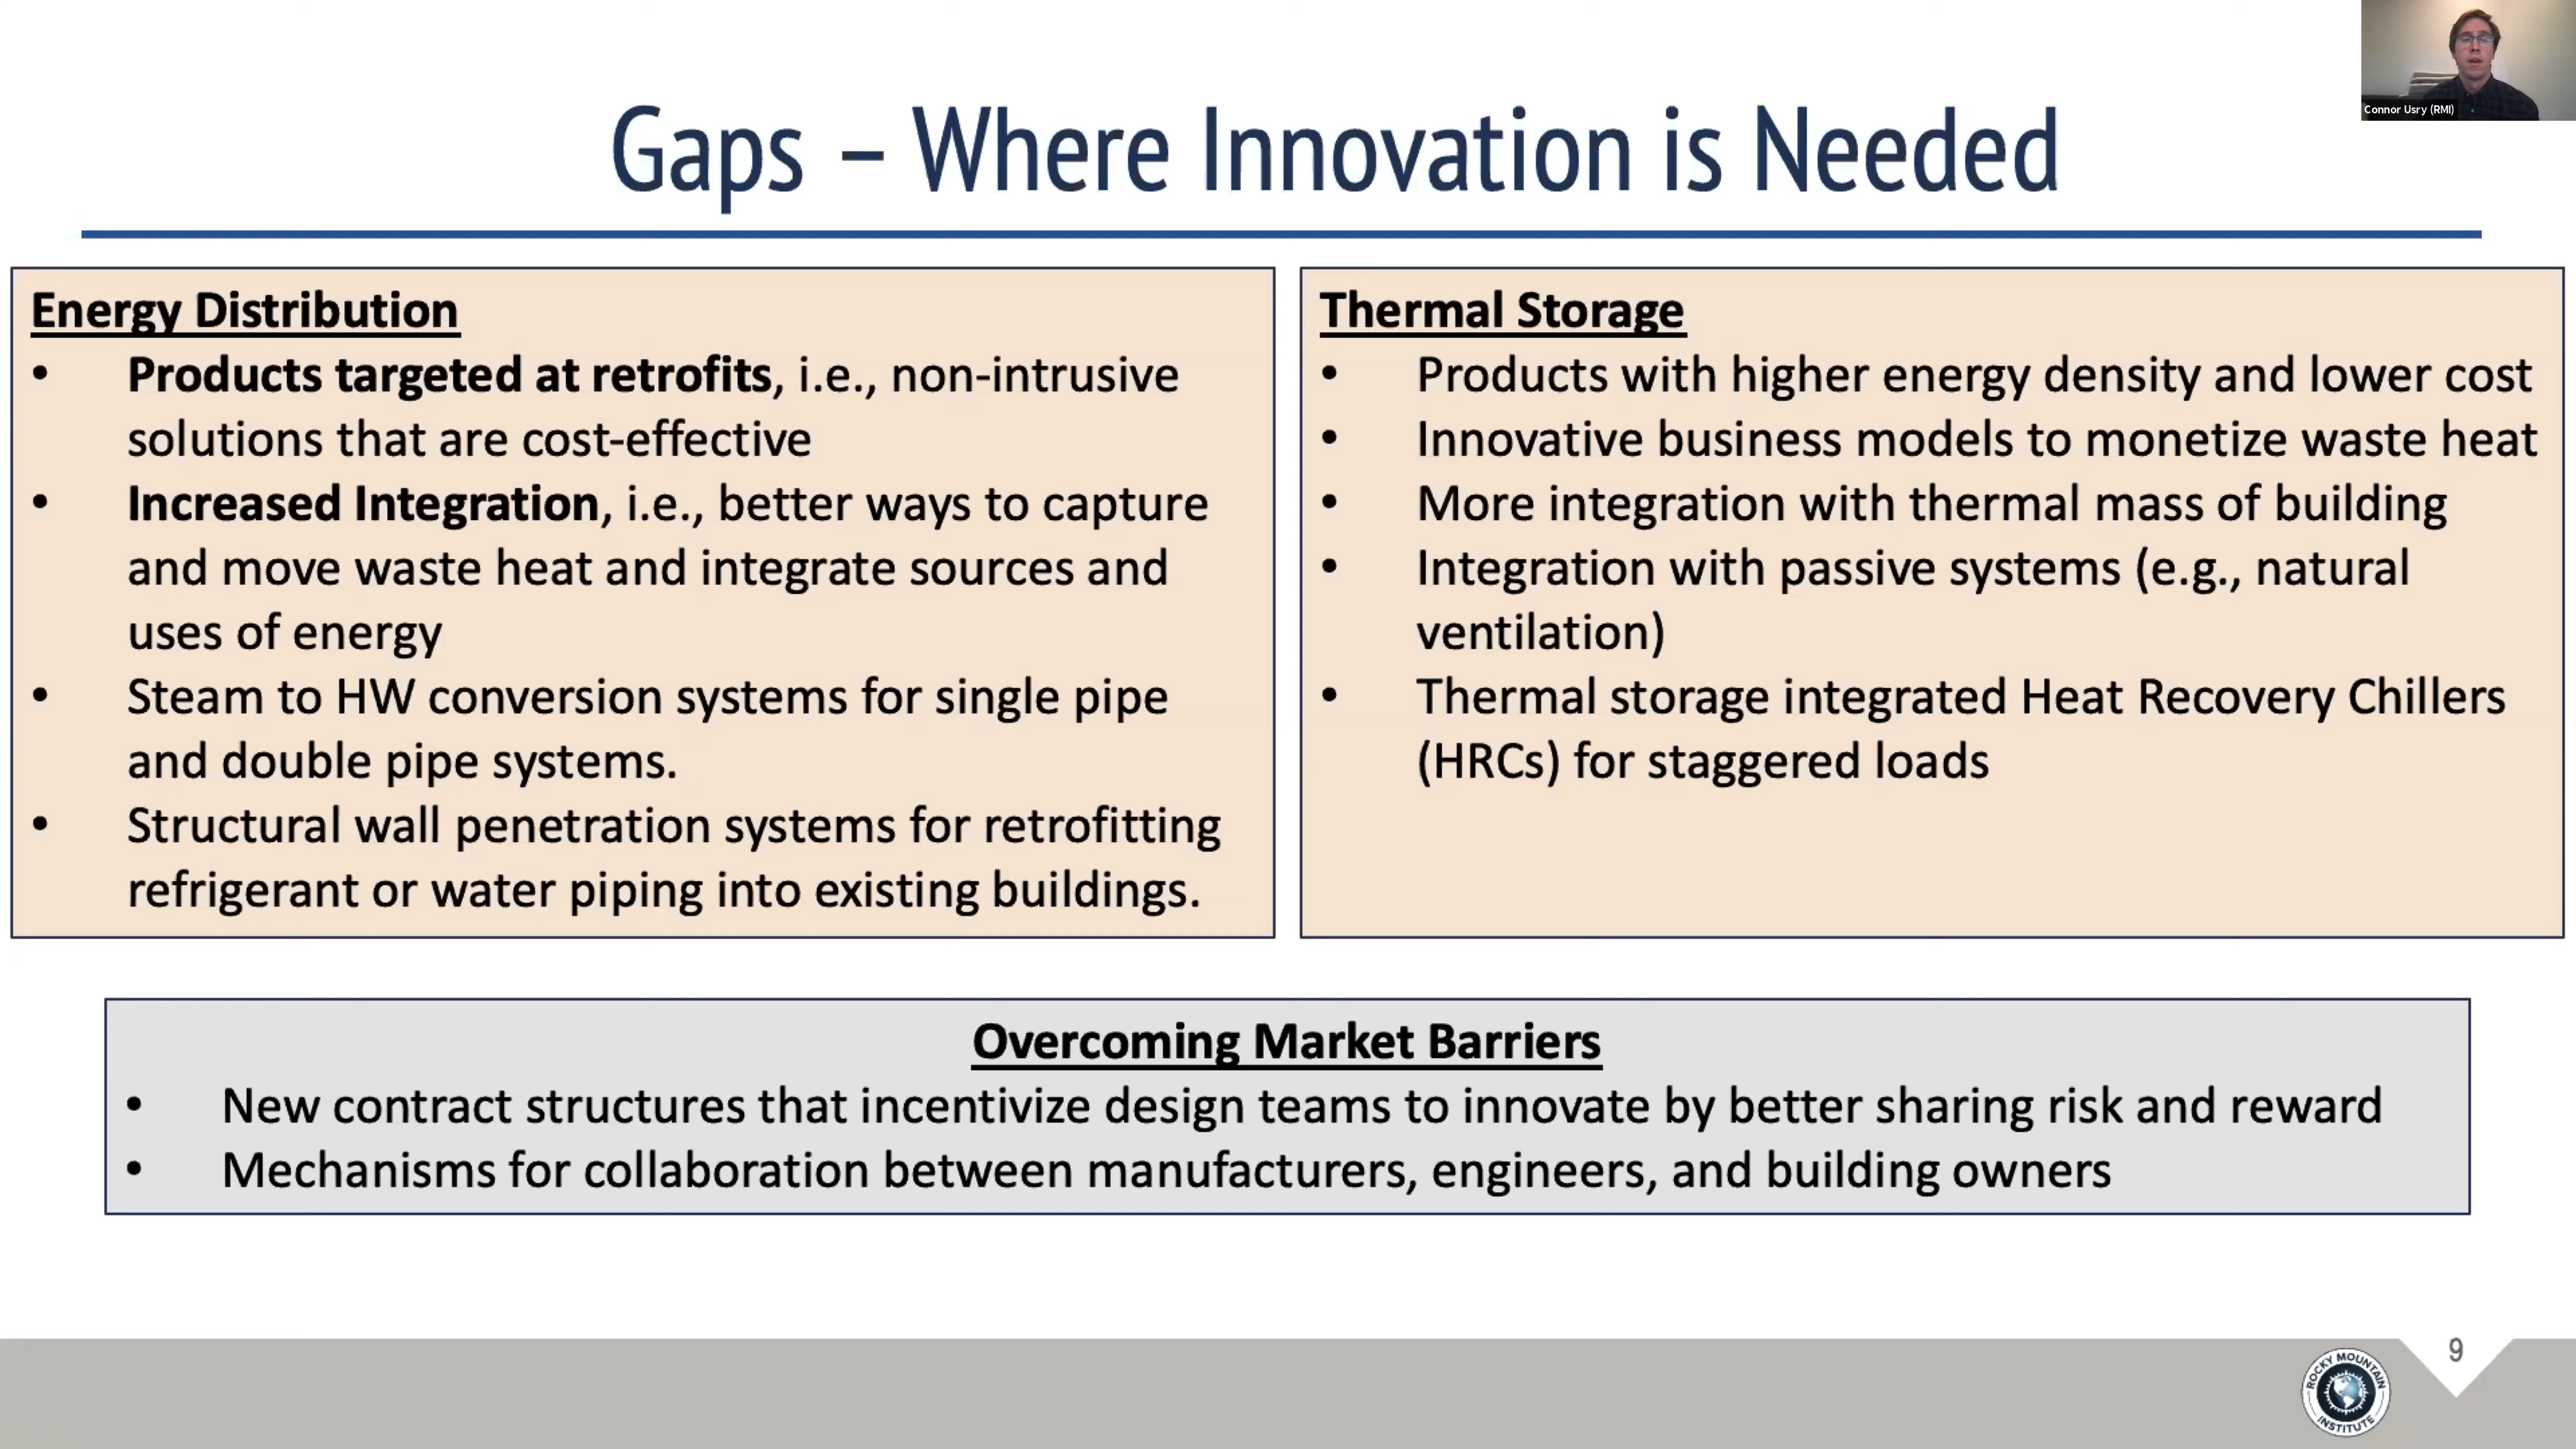 Connor Usry (RMI)
Gaps – Where Innovation is Needed
Energy Distribution
• Products targeted at retrofits, i.e., non-intrusive
solutions that are cost-effective
• Increased Integration, i.e., better ways to capture
and move waste heat and integrate sources and
uses of energy
• Steam to HW conversion systems for single pipe
and double pipe systems.
• Structural wall penetration systems for retrofitting
refrigerant or water piping into existing buildings.
Thermal Storage
• Products with higher energy density and lower cost
• Innovative business models to monetize waste heat
• More integration with thermal mass of building
• Integration with passive systems (e.g., natural
ventilation)
• Thermal storage integrated Heat Recovery Chillers
(HRCs) for staggered loads
Overcoming Market Barriers
• New contract structures that incentivize design teams to innovate by better sharing risk and reward
• Mechanisms for collaboration between manufacturers, engineers, and building owners
9
ROCKY MOUNTAIN
INSTITUTE